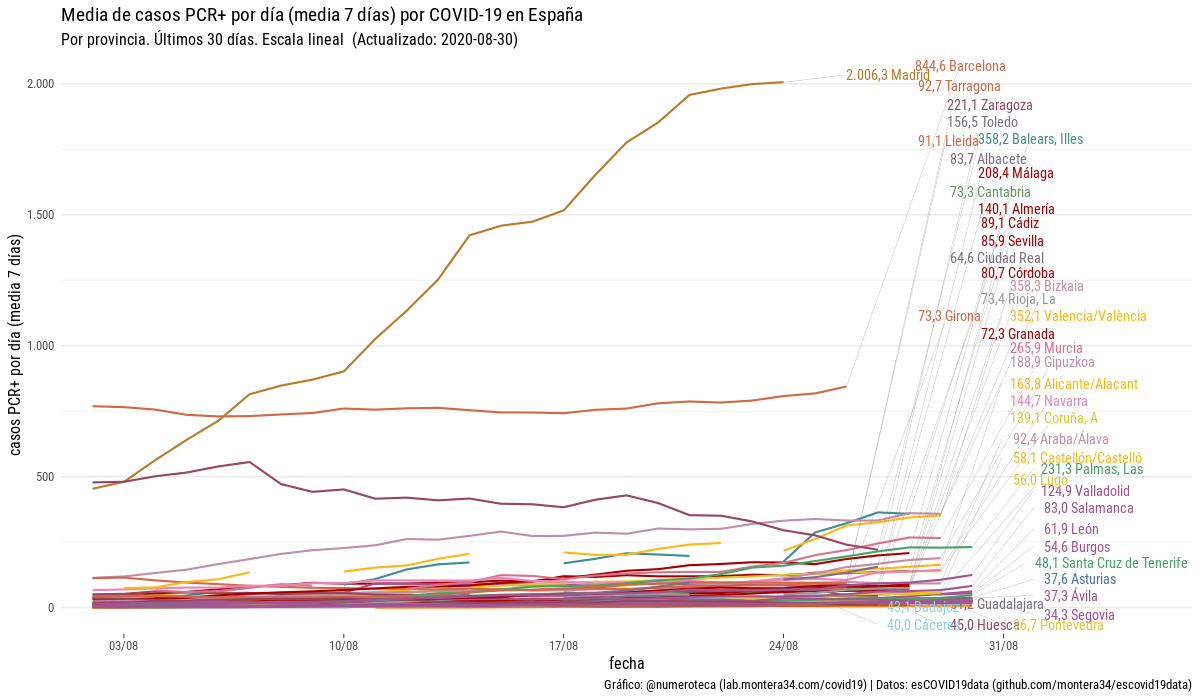 Media de casos PCR+ por día (media 7 días) por COVID-19 en España
Por provincia. Últimos 30 días. Escala lineal (Actualizado: 2020-08-30)
casos PCR+ por día (media 7 días)
2.000
1.500
1.000
500
0
844,6 Barcelona
2.006,3 Madrid
92,7 Tarragona
221,1 Zaragoza
156,5 Toledo
91,1 Lleida
358,2 Balears, Illes
83,7 Albacete
208,4 Málaga
73,3 Cantabria
140,1 Almería
89,1 Cádiz
85,9 Sevilla
64,6 Ciudad Real
80,7 Córdoba
358,3 Bizkaia
73,4 Rioja, La
73,3 Girona
352,1 Valencia/València
72,3 Granada
265,9 Murcia
188,9 Gipuzkoa
163,8 Alicante/Alacant
144,7 Navarra
139,1 Coruña, A
92,4 Araba/Álava
58,1 Castellón/Castelló
231,3 Palmas, Las
56,0 Lugo
124,9 Valladolid
83,0 Salamanca
61,9 León
54,6 Burgos
48,1 Santa Cruz de Tenerife
37,6 Asturias
37,3 Ávila
43,1 Badajoz
Guadalajara
34,3 Segovia
40,0 Cáceres
45,0 Huesca
Pontevedra
03/08
10/08
17/08
24/08
31/08
fecha
Gráfico: @numeroteca (lab.montera34.com/covid19) | Datos: esCOVID19data (github.com/montera34/escovid19data)